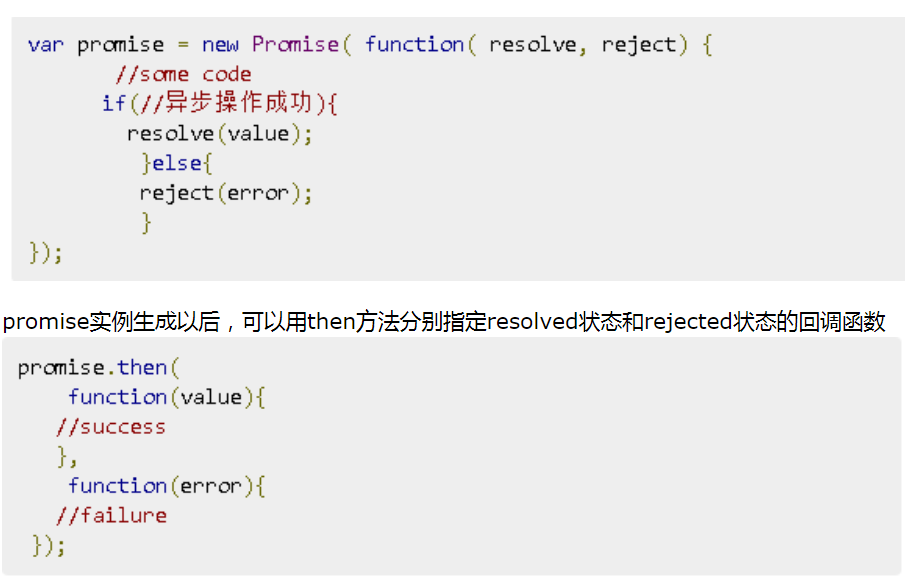 var promise = new Promise( function( resolve, reject) {
//some code
if(//异步操作成功){
resolve(value);
}else{
reject(error);
}
});
promise实例生成以后，可以用then方法分别指定resolved状态和rejected状态的回调函数
promise.then(
function(value){
//success
},
function(error){
//failure
});